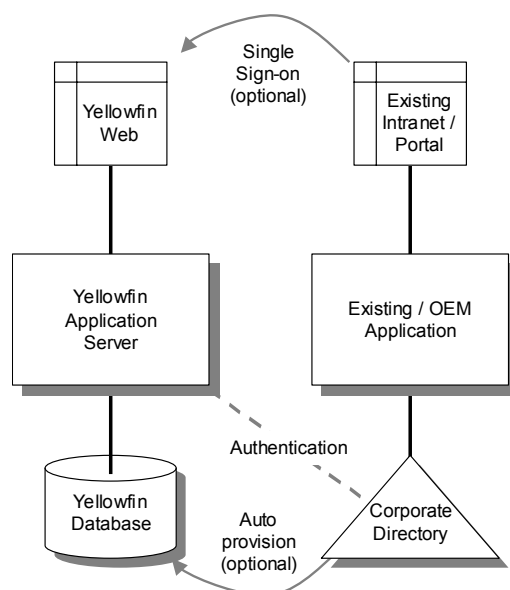 Single
Sign-on
(optional)
Yellowfin
Web
Existing
Intranet /
Portal
Yellowfin
Application
Server
Existing / OEM
Application
Authentication
Yellowfin
Database
Auto
provision
(optional)
Corporate
Directory